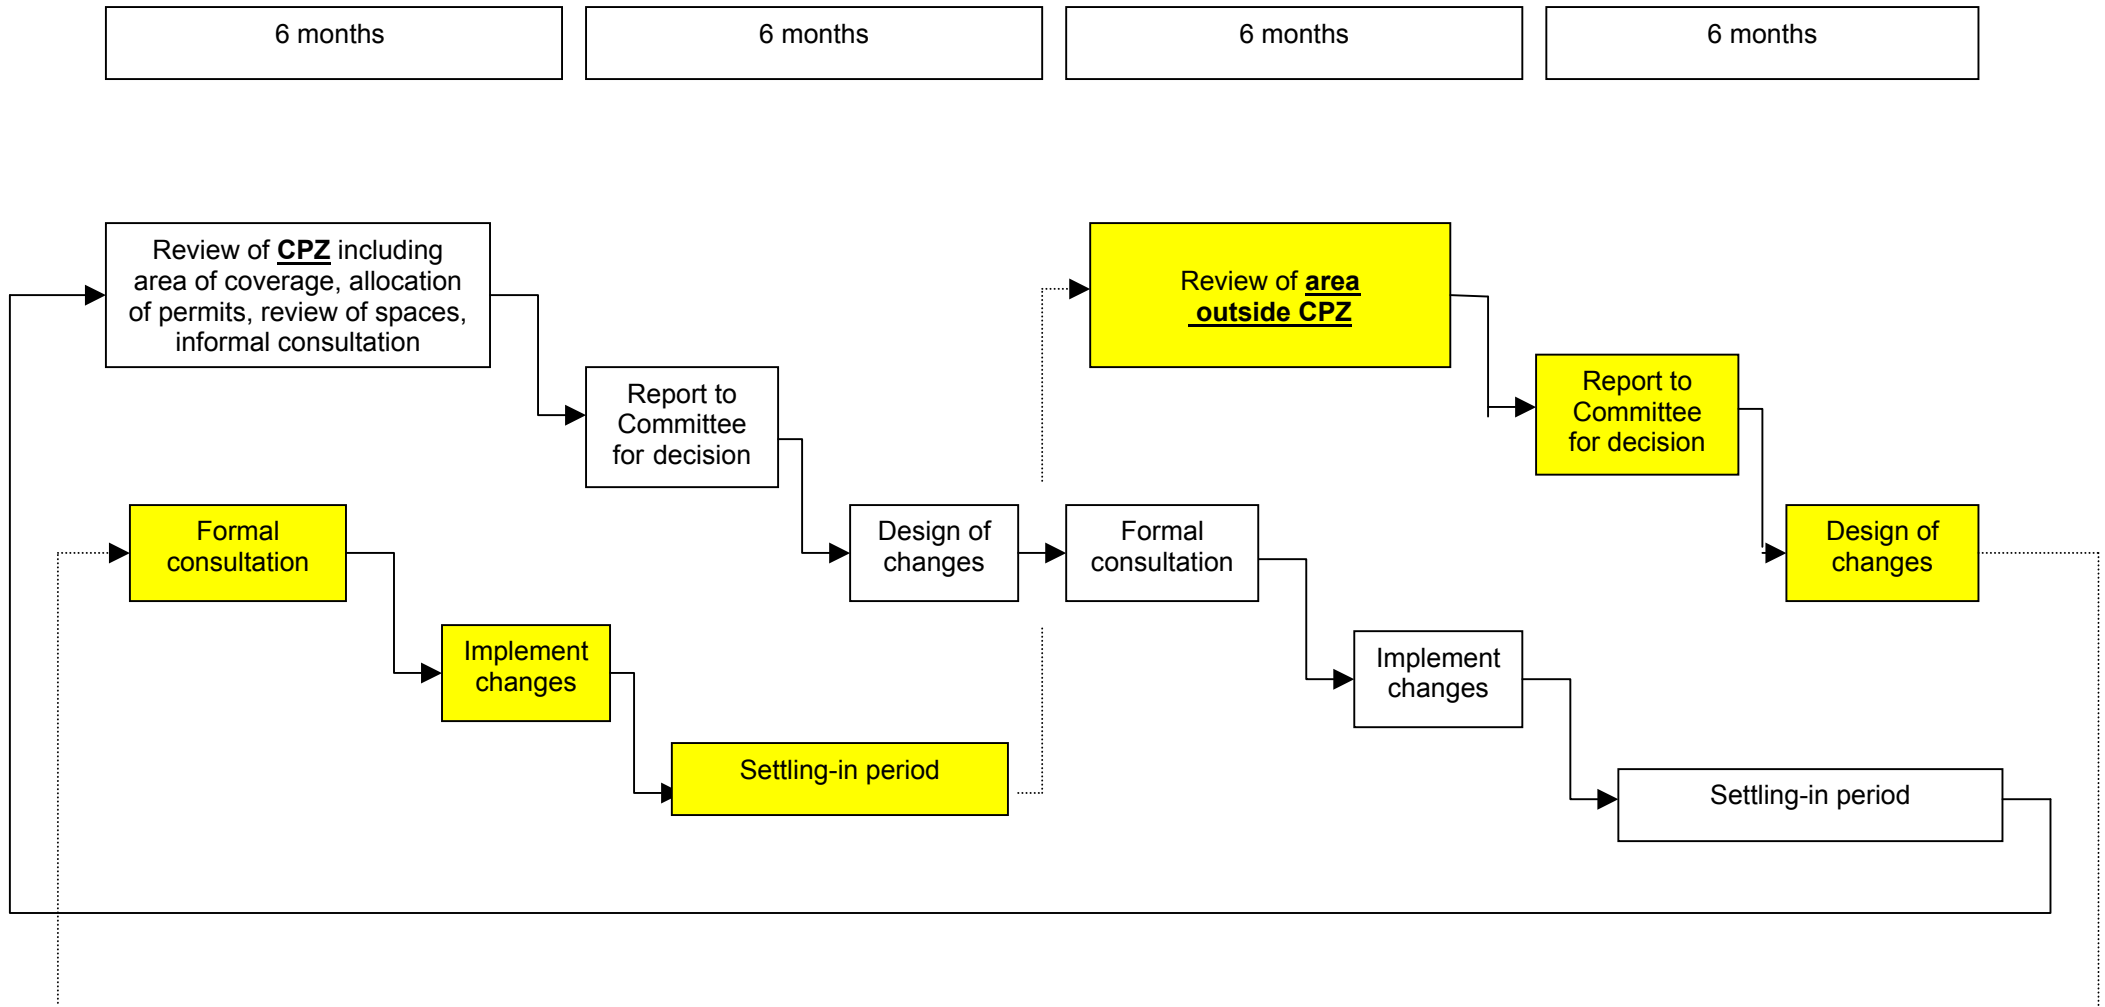 6 months
6 months
6 months
6 months
Review of CPZ including
area of coverage, allocation
of permits, review of spaces,
informal consultation
Review of area
outside CPZ
Report to
Committee
for decision
Report to
Committee
for decision
Formal
consultation
Design of
changes
Formal
consultation
Design of
changes
Implement
changes
Implement
changes
Settling-in period
Settling-in period